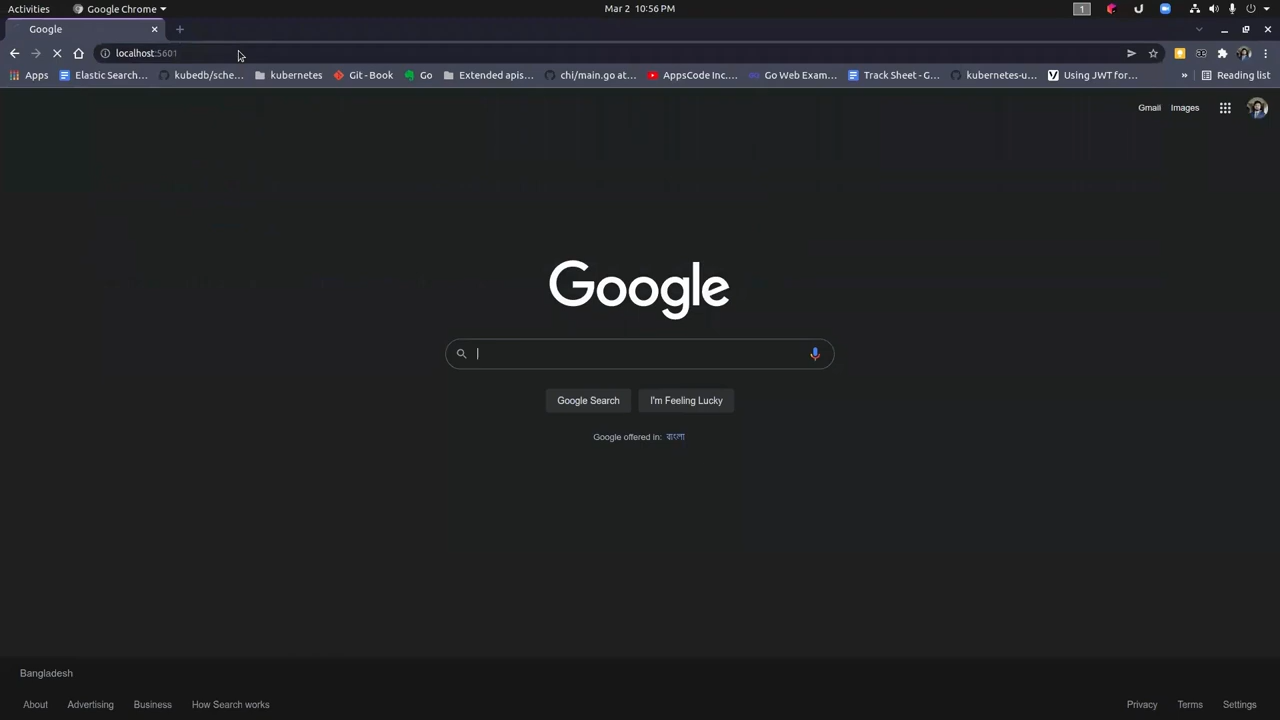 Activities
Google Chrome
Mar 2 10:56 PM
1
Google
localhost:5601
Apps
Elastic Search...
kubedb/sche...
kubernetes
Git - Book
Go
Extended apis...
chi/main.go at...
AppsCode Inc....
Go Web Exam...
Track Sheet - G...
kubernetes-u...
Using JWT for...
»
Reading list
Gmail
Images
Google
Google Search
I'm Feeling Lucky
Google offered in: বাংলা
Bangladesh
About
Advertising
Business
How Search works
Privacy
Terms
Settings